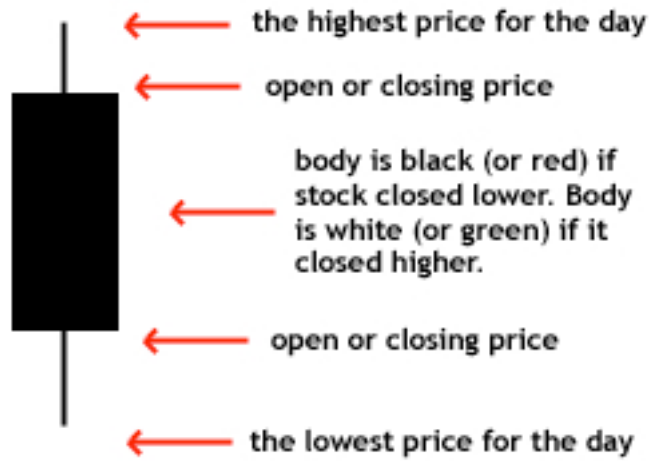 the highest price for the day
open or closing price
body is black (or red) if
stock closed lower. Body
is white (or green) if it
closed higher.
open or closing price
the lowest price for the day